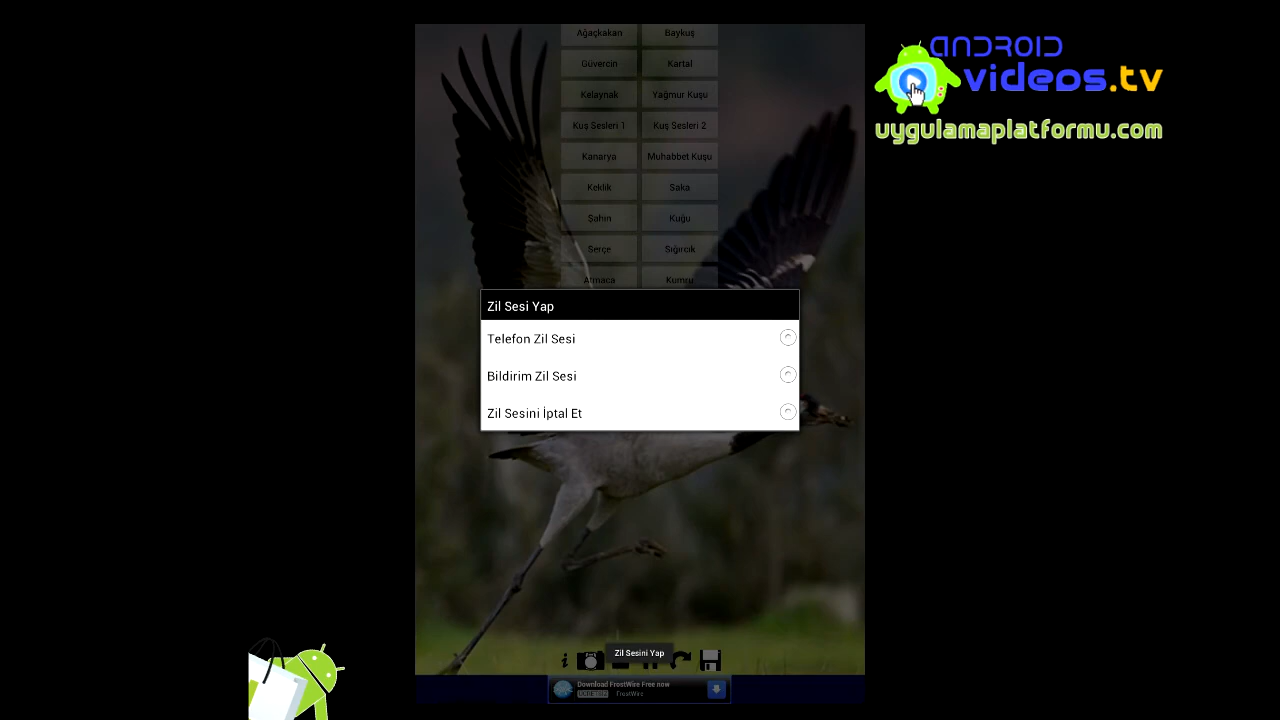 Ağaçkakan Baykuş
Güvercin Kartal
Kelaynak Yağmur Kuşu
Kuş Sesleri 1 Kuş Sesleri 2
Kanarya Muhabbet Kuşu
Keklik Saka
Şahin Kuğu
Serçe Sığırcık
Atmaca Kumru
Zil Sesi Yap
Telefon Zil Sesi
Bildirim Zil Sesi
Zil Sesini İptal Et
Zil Sesini Yap
Download FrostWire Free now
FrostWire
ANDROID
videos.tv
uygulamaplatformu.com